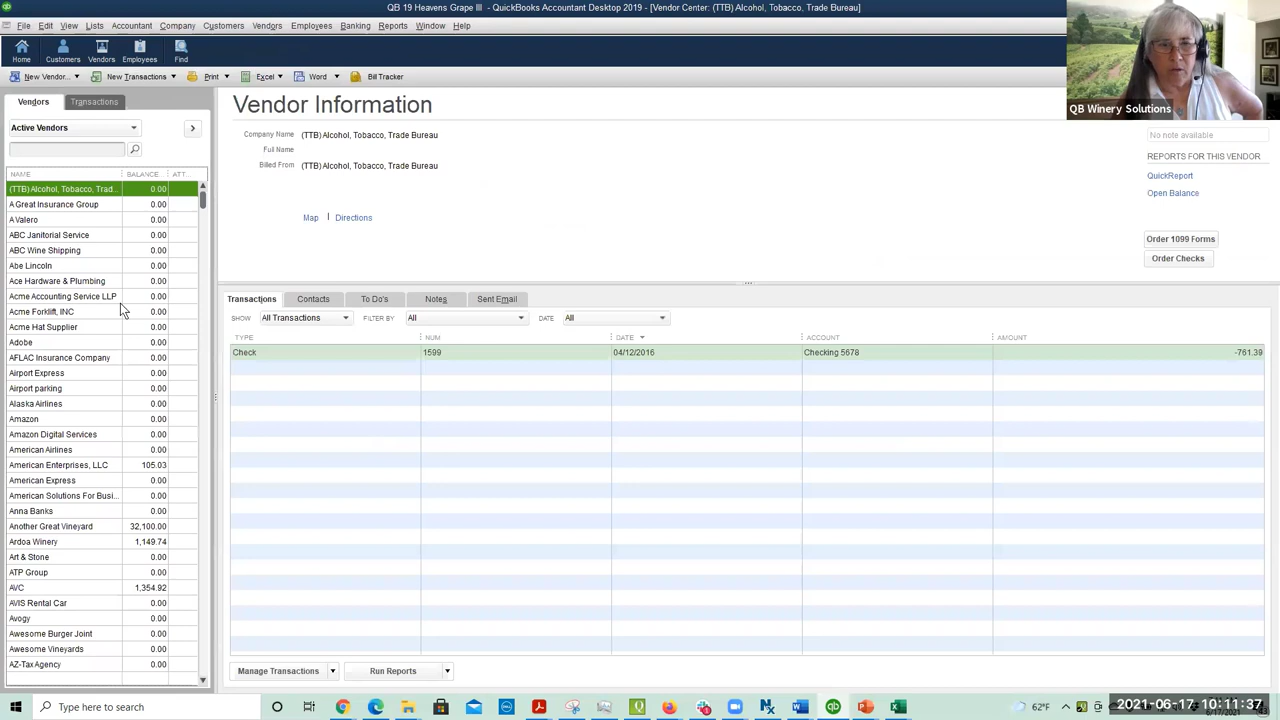 QB 19 Heavens Grape III - QuickBooks Accountant Desktop 2019 - [Vendor Center: (TTB) Alcohol, Tobacco, Trade Bureau]
File Edit View Lists Accountant Company Customers Vendors Employees Banking Reports Window Help
Home Customers Vendors Employees Find
New Vendor... New Transactions Print Excel Word Bill Tracker
QB Winery Solutions
Vendors Transactions
Active Vendors
NAME BALANCE... ATT...
(TTB) Alcohol, Tobacco, Trad... 0.00
A Great Insurance Group 0.00
A Valero 0.00
ABC Janitorial Service 0.00
ABC Wine Shipping 0.00
Abe Lincoln 0.00
Ace Hardware & Plumbing 0.00
Acme Accounting Service LLP 0.00
Acme Forklift, INC 0.00
Acme Hat Supplier 0.00
Adobe 0.00
AFLAC Insurance Company 0.00
Airport Express 0.00
Airport parking 0.00
Alaska Airlines 0.00
Amazon 0.00
Amazon Digital Services 0.00
American Airlines 0.00
American Enterprises, LLC 105.03
American Express 0.00
American Solutions For Busi... 0.00
Anna Banks 0.00
Another Great Vineyard 32,100.00
Ardoa Winery 1,149.74
Art & Stone 0.00
ATP Group 0.00
AVC 1,354.92
AVIS Rental Car 0.00
Avogy 0.00
Awesome Burger Joint 0.00
Awesome Vineyards 0.00
AZ-Tax Agency 0.00
Vendor Information
Company Name (TTB) Alcohol, Tobacco, Trade Bureau
Full Name
Billed From (TTB) Alcohol, Tobacco, Trade Bureau
Map Directions
No note available
REPORTS FOR THIS VENDOR
QuickReport
Open Balance
Order 1099 Forms
Order Checks
Transactions Contacts To Do's Notes Sent Email
SHOW All Transactions FILTER BY All DATE All
TYPE NUM DATE ACCOUNT AMOUNT
Check 1599 04/12/2016 Checking 5678 -761.39
Manage Transactions Run Reports
Type here to search
62°F
2021-06-17 10:11:37